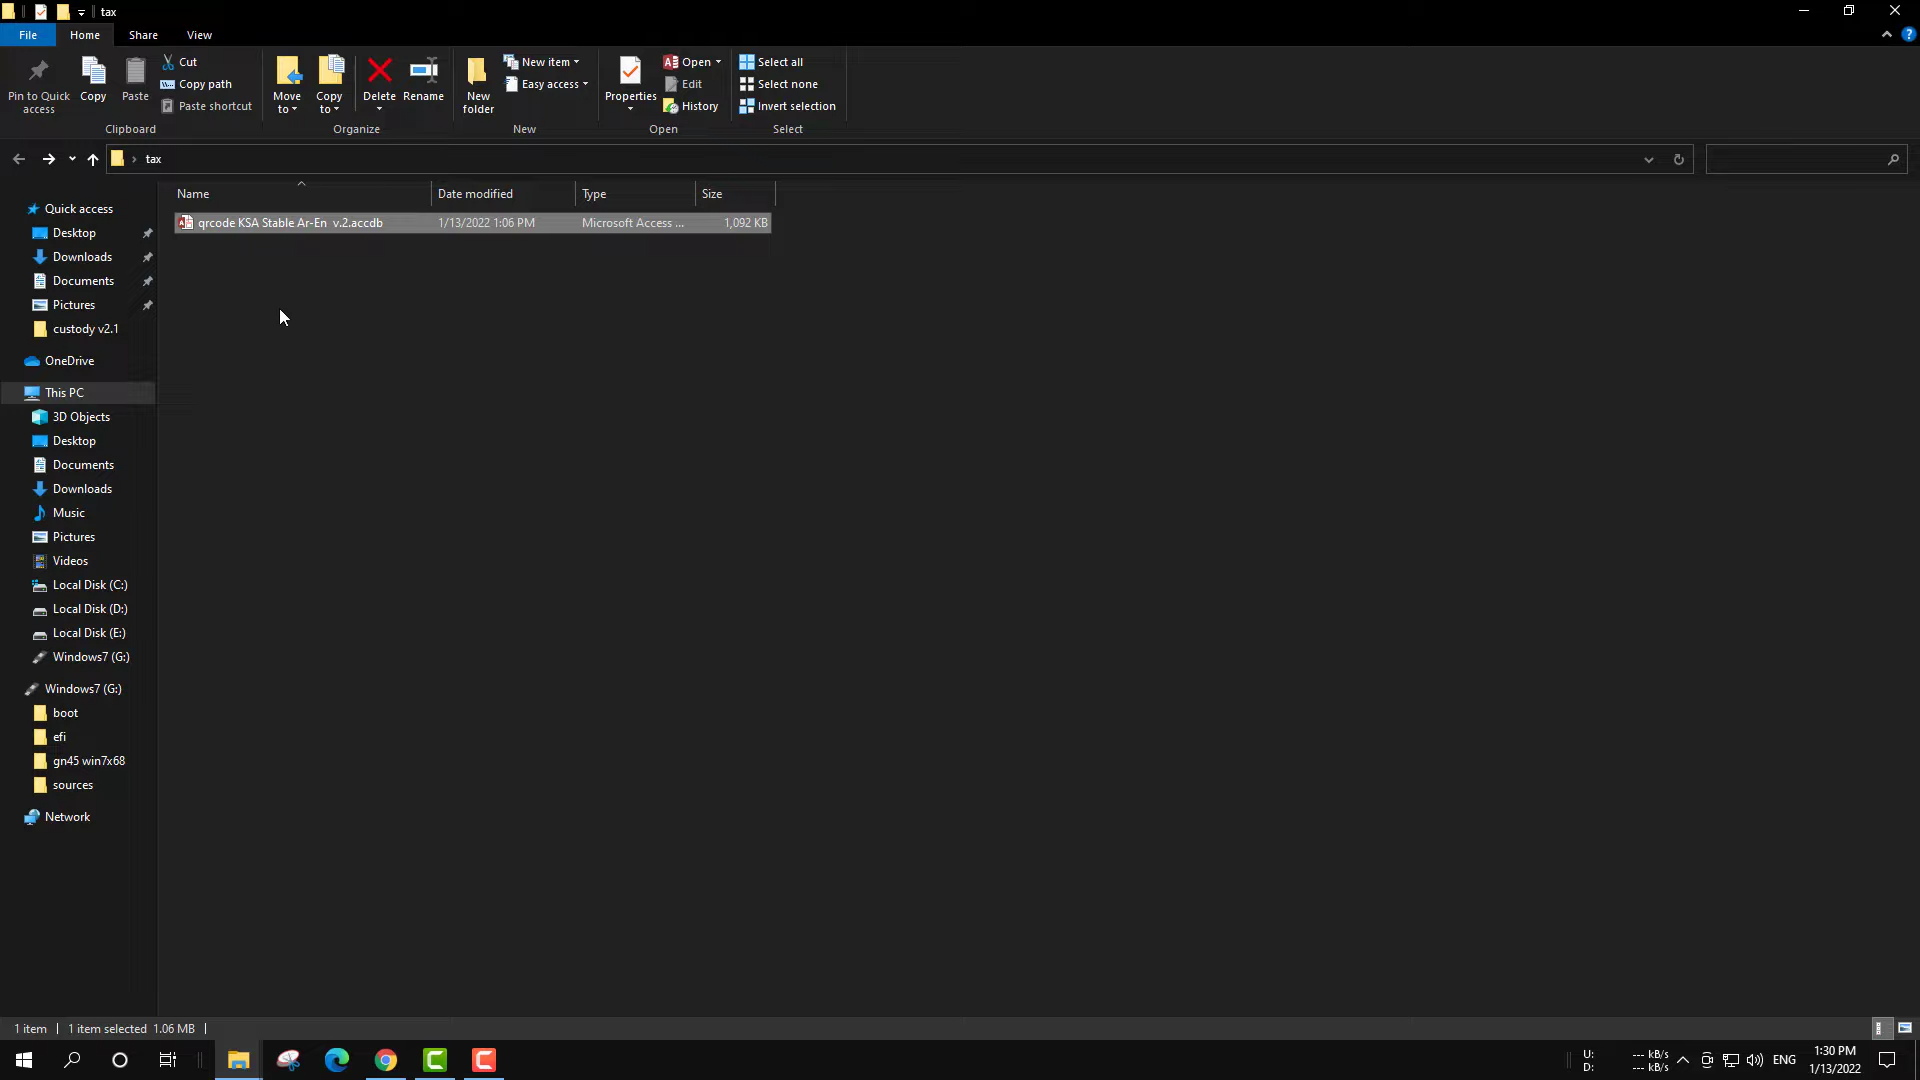 tax
File Home Share View
Pin to Quick access
Copy
Paste
Cut
Copy path
Paste shortcut
Clipboard
Move to
Copy to
Delete
Rename
Organize
New folder
New item
Easy access
New
Properties
Open
Edit
History
Open
Select all
Select none
Invert selection
Select
tax
Name Date modified Type Size
qrcode KSA Stable Ar-En  v.2.accdb 1/13/2022 1:06 PM Microsoft Access ... 1,092 KB
Quick access
Desktop
Downloads
Documents
Pictures
custody v2.1
OneDrive
This PC
3D Objects
Desktop
Documents
Downloads
Music
Pictures
Videos
Local Disk (C:)
Local Disk (D:)
Local Disk (E:)
Windows7 (G:)
Windows7 (G:)
boot
efi
gn45 win7x68
sources
Network
1 item 1 item selected 1.06 MB
U: --- kB/s
D: --- kB/s
ENG
1:30 PM
1/13/2022